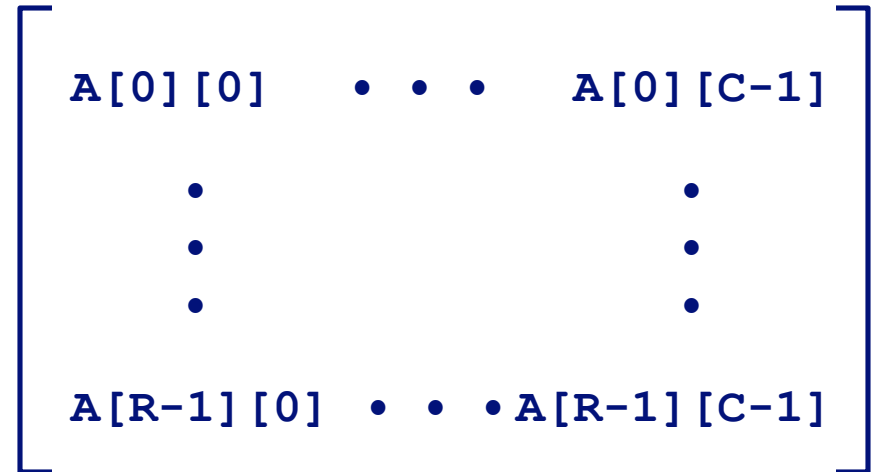 A[0][0] • • • A[0][C-1]
• •
• •
• •
A[R-1][0] • • • A[R-1][C-1]